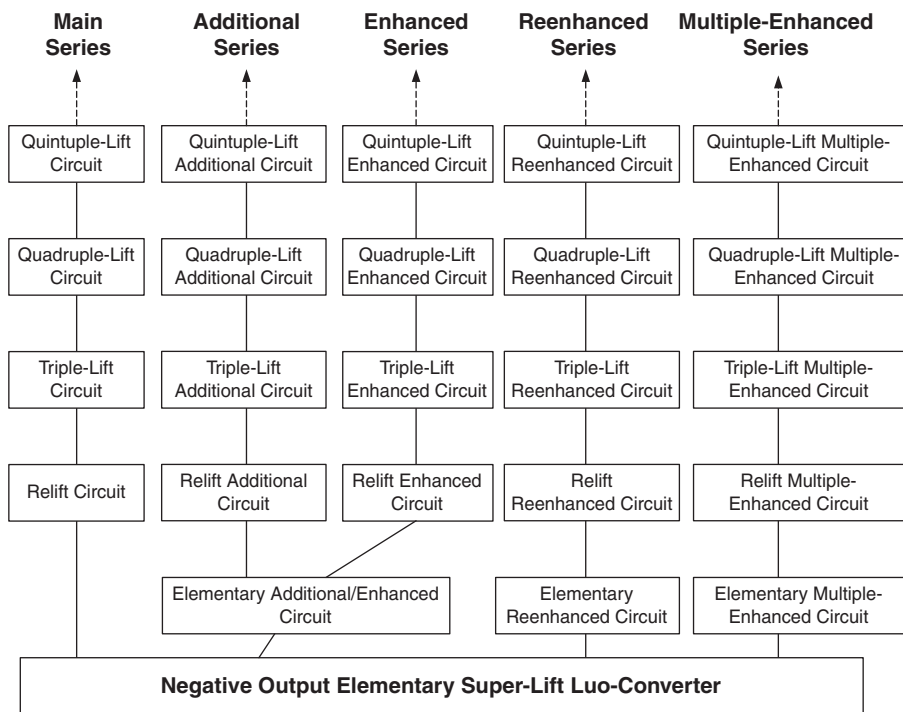 Main
Series
Additional
Series
Enhanced
Series
Reenhanced
Series
Multiple-Enhanced
Series
Quintuple-Lift
Circuit
Quintuple-Lift
Additional Circuit
Quintuple-Lift
Enhanced Circuit
Quintuple-Lift
Reenhanced Circuit
Quintuple-Lift Multiple-
Enhanced Circuit
Quadruple-Lift
Circuit
Quadruple-Lift
Additional Circuit
Quadruple-Lift
Enhanced Circuit
Quadruple-Lift
Reenhanced Circuit
Quadruple-Lift Multiple-
Enhanced Circuit
Triple-Lift
Circuit
Triple-Lift
Additional Circuit
Triple-Lift
Enhanced Circuit
Triple-Lift
Reenhanced Circuit
Triple-Lift Multiple-
Enhanced Circuit
Relift Circuit
Relift Additional
Circuit
Relift Enhanced
Circuit
Relift
Reenhanced Circuit
Relift Multiple-
Enhanced Circuit
Elementary Additional/Enhanced
Circuit
Elementary
Reenhanced Circuit
Elementary Multiple-
Enhanced Circuit
Negative Output Elementary Super-Lift Luo-Converter